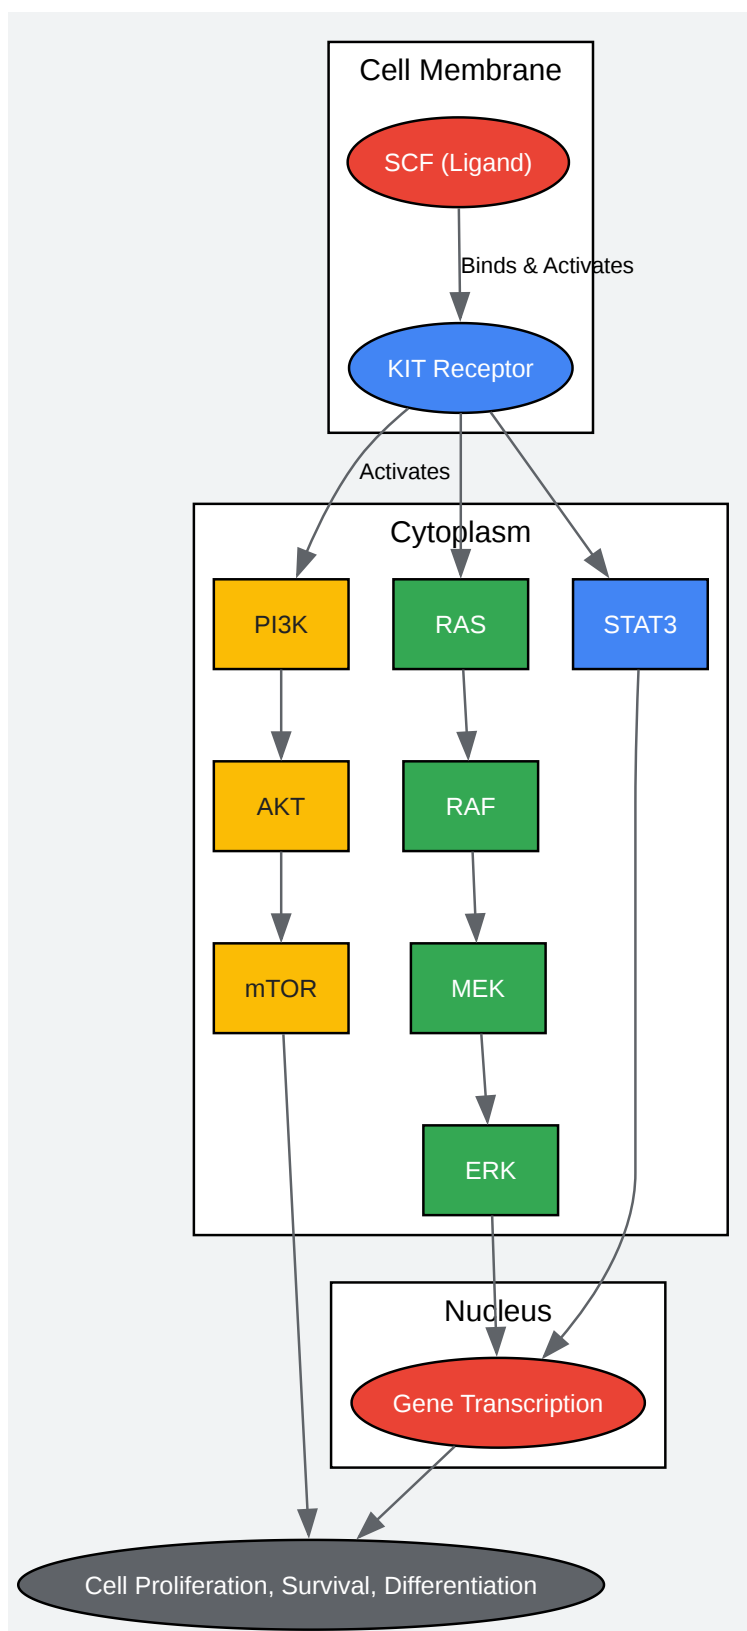 Cell Membrane
SCF (Ligand)
Binds & Activates
KIT Receptor
Activates
Cytoplasm
PI3K
RAS
STAT3
AKT
RAF
mTOR
MEK
ERK
Nucleus
Gene Transcription
Cell Proliferation, Survival, Differentiation